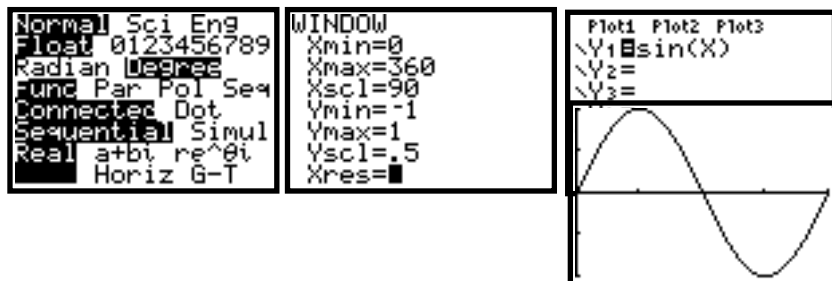 Normal Sci Eng
Float 0123456789
Radian Degree
Func Par Pol Seq
Connected Dot
Sequential Simul
Real a+bi re^θi
Horiz G-T
WINDOW
Xmin=0
Xmax=360
Xscl=90
Ymin=-1
Ymax=1
Yscl=.5
Xres=
Plot1 Plot2 Plot3
\Y1=sin(X)
\Y2=
\Y3=